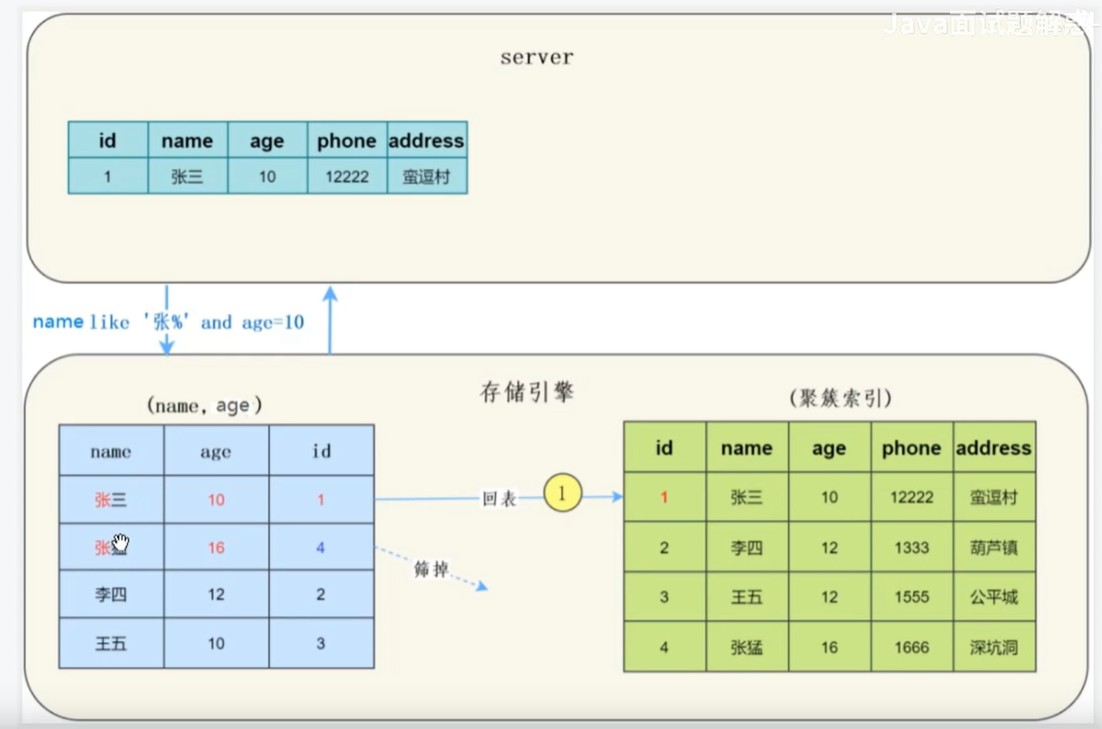 Java面试题解惑
server
id name age phone address
1 张三 10 12222 蛮逗村
name like '张%' and age=10
存储引擎
(name, age)
(聚簇索引)
name age id
张三 10 1
张 16 4
李四 12 2
王五 10 3
回表 1
筛掉
id name age phone address
1 张三 10 12222 蛮逗村
2 李四 12 1333 葫芦镇
3 王五 12 1555 公平城
4 张猛 16 1666 深坑洞